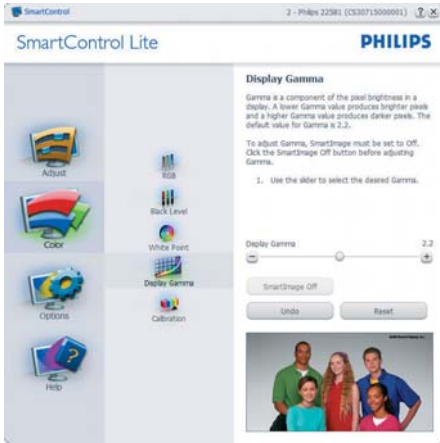 SmartControl
2 - Philips 225B1 (CS30715000001)
? X
SmartControl Lite
PHILIPS
Adjust
Color
Options
Help
RGB
Black Level
White Point
Display Gamma
Calibration
Display Gamma
Gamma is a component of the pixel brightness in a
display. A lower Gamma value produces brighter pixels
and a higher Gamma value produces darker pixels. The
default value for Gamma is 2.2.
To adjust Gamma, SmartImage must be set to Off.
Click the SmartImage Off button before adjusting
Gamma.
1. Use the slider to select the desired Gamma.
Display Gamma
2.2
SmartImage Off
Undo
Reset